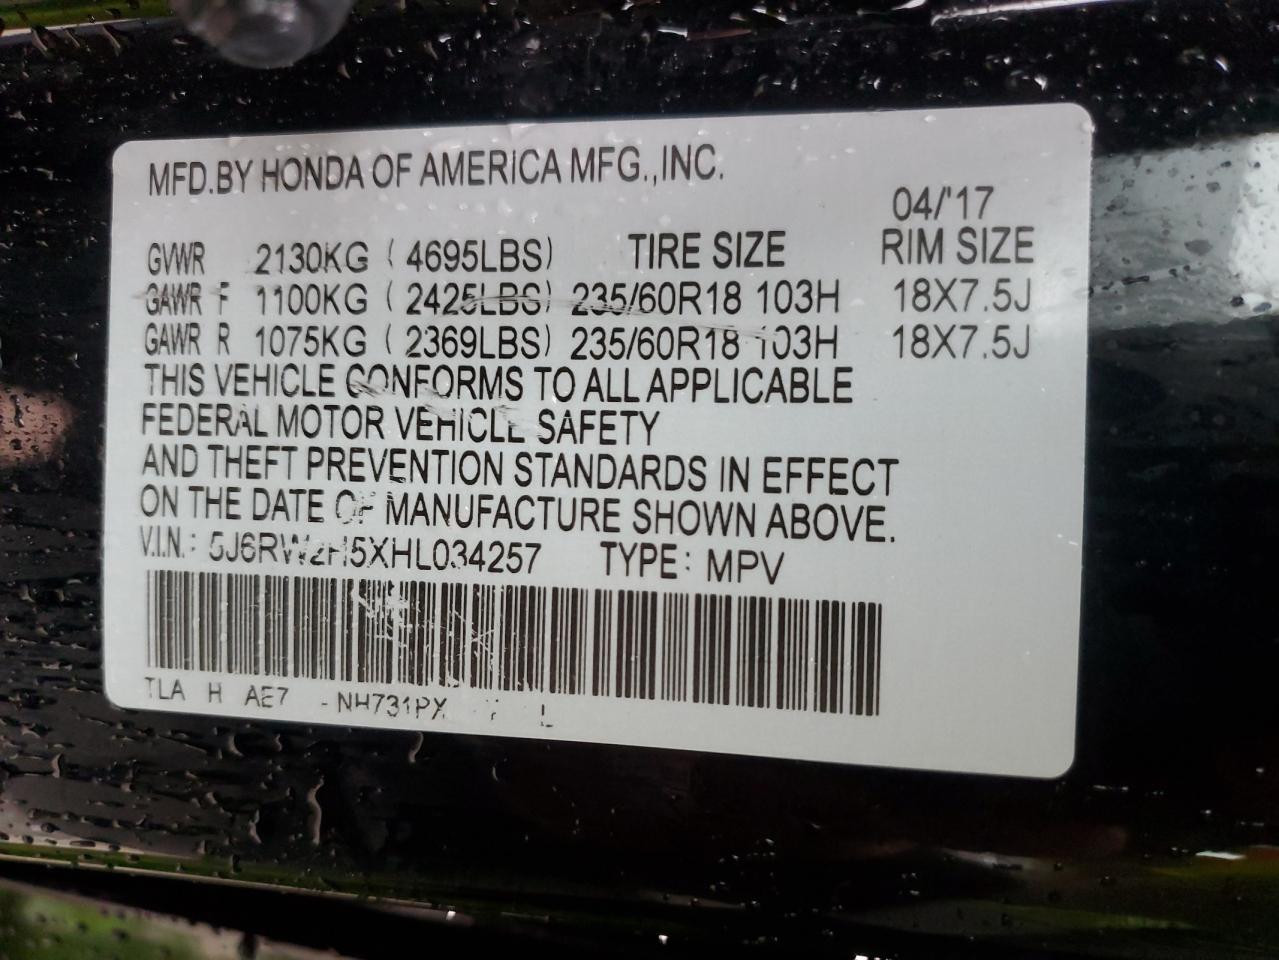 MFD.BY HONDA OF AMERICA MFG.,INC.
04/'17
GVWR 2130KG ( 4695LBS) TIRE SIZE RIM SIZE
GAWR F 1100KG ( 2425LBS) 235/60R18 103H 18X7.5J
GAWR R 1075KG ( 2369LBS) 235/60R18 103H 18X7.5J
THIS VEHICLE CONFORMS TO ALL APPLICABLE
FEDERAL MOTOR VEHICLE SAFETY
AND THEFT PREVENTION STANDARDS IN EFFECT
ON THE DATE OF MANUFACTURE SHOWN ABOVE.
V.I.N.: 5J6RW2H5XHL034257 TYPE: MPV
TLA H AE7 - NH731PX L